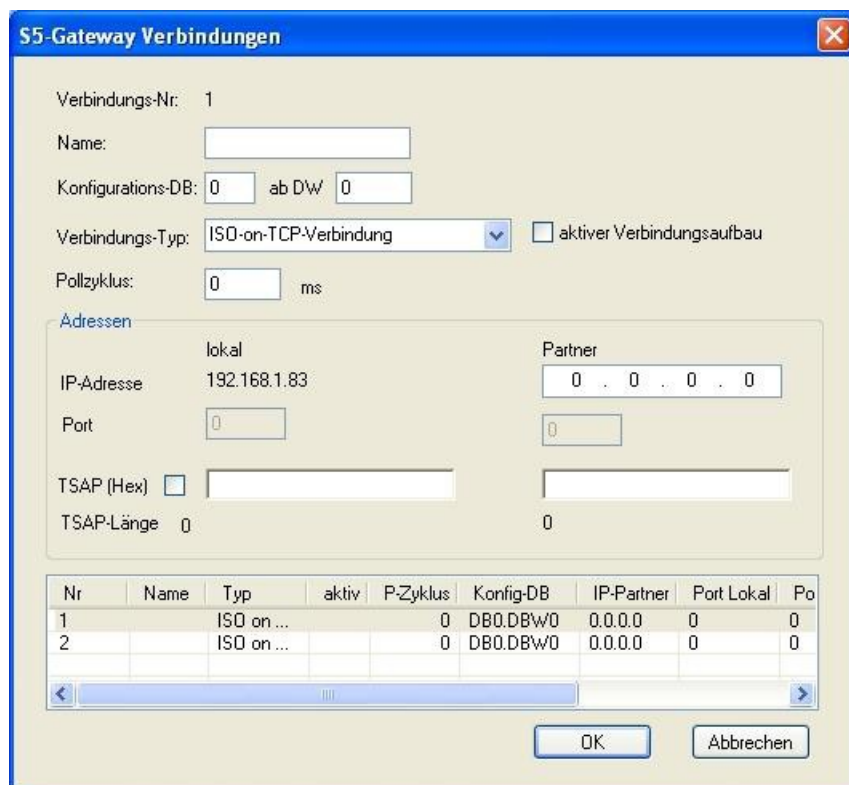 S5-Gateway Verbindungen
Verbindungs-Nr: 1
Name:
Konfigurations-DB: 0 ab DW 0
Verbindungs-Typ: ISO-on-TCP-Verbindung aktiver Verbindungsaufbau
Pollzyklus: 0 ms
Adressen
lokal Partner
IP-Adresse 192.168.1.83 0 . 0 . 0 . 0
Port 0 0
TSAP (Hex)
TSAP-Länge 0 0
Nr Name Typ aktiv P-Zyklus Konfig-DB IP-Partner Port Lokal Po
1 ISO on ... 0 DB0.DBW0 0.0.0.0 0 0
2 ISO on ... 0 DB0.DBW0 0.0.0.0 0 0
OK Abbrechen